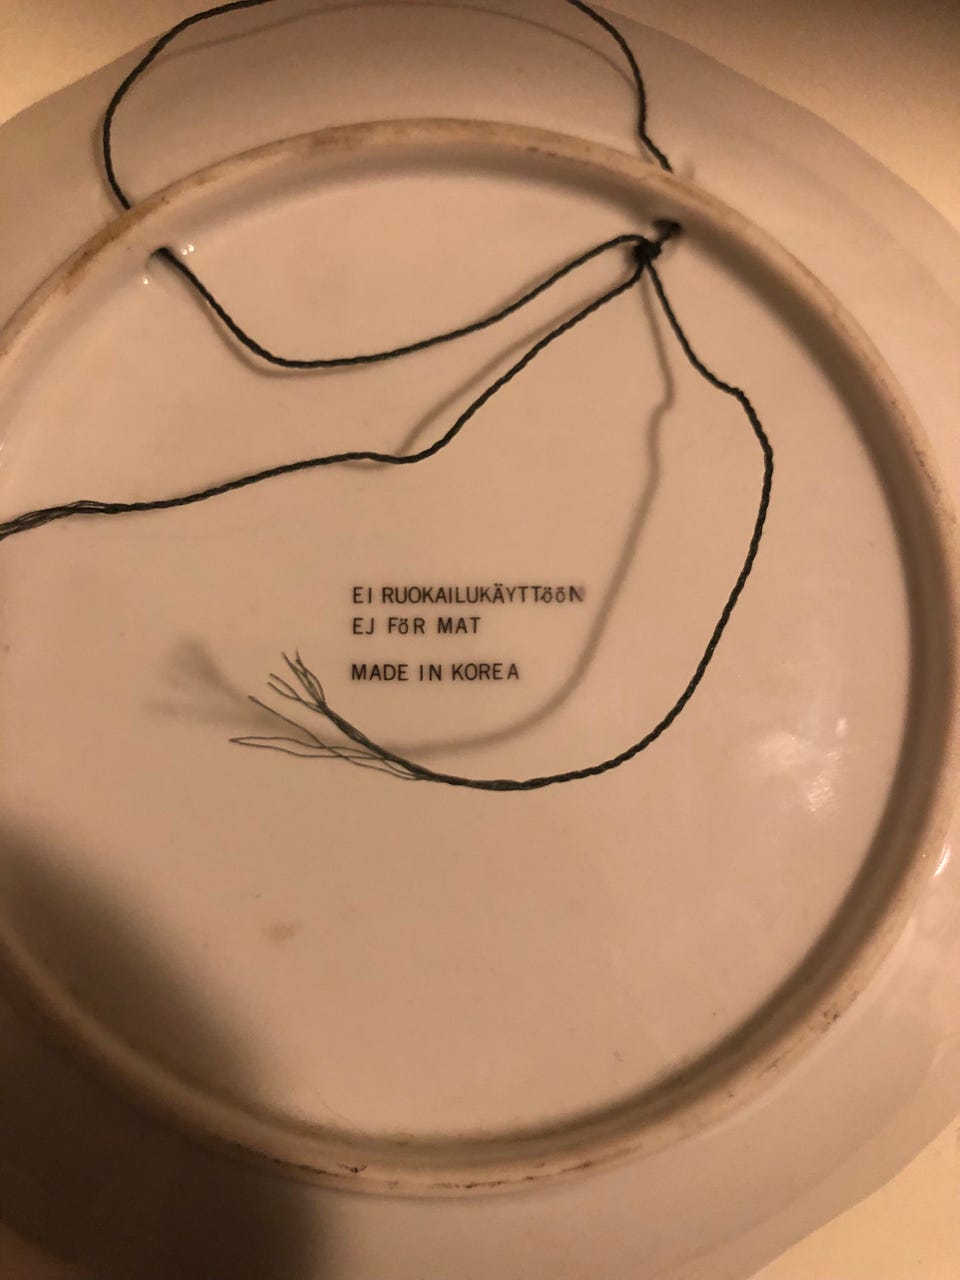 EI RUOKAILUKÄYTTööN
EJ FöR MAT
MADE IN KOREA